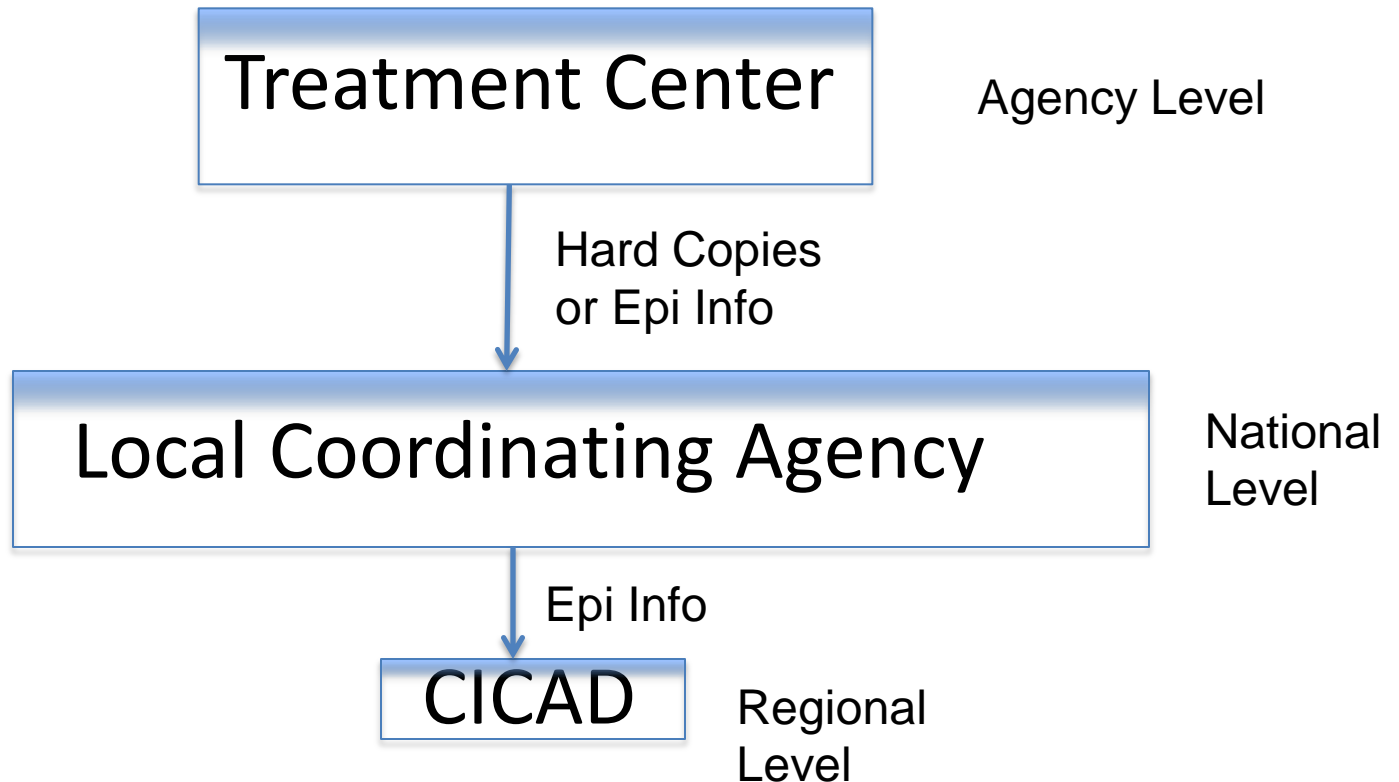 Treatment Center
Agency Level
Hard Copies
or Epi Info
Local Coordinating Agency
National
Level
Epi Info
CICAD
Regional
Level